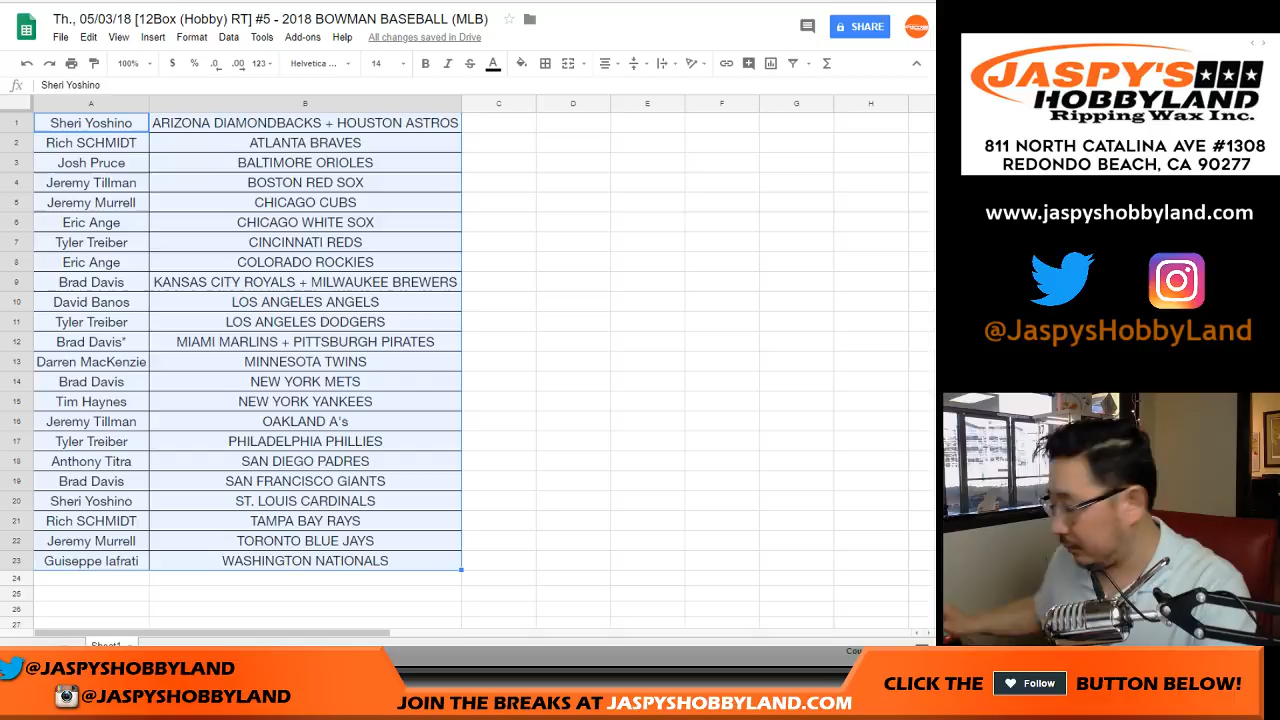 Th., 05/03/18 [12Box (Hobby) RT] #5 - 2018 BOWMAN BASEBALL (MLB)
File Edit View Insert Format Data Tools Add-ons Help All changes saved in Drive
SHARE
100% $ % .0 .00 123 Helvetica ... 14 B I S A
fx Sheri Yoshino
A B C D E F G H
1 Sheri Yoshino ARIZONA DIAMONDBACKS + HOUSTON ASTROS
2 Rich SCHMIDT ATLANTA BRAVES
3 Josh Pruce BALTIMORE ORIOLES
4 Jeremy Tillman BOSTON RED SOX
5 Jeremy Murrell CHICAGO CUBS
6 Eric Ange CHICAGO WHITE SOX
7 Tyler Treiber CINCINNATI REDS
8 Eric Ange COLORADO ROCKIES
9 Brad Davis KANSAS CITY ROYALS + MILWAUKEE BREWERS
10 David Banos LOS ANGELES ANGELS
11 Tyler Treiber LOS ANGELES DODGERS
12 Brad Davis* MIAMI MARLINS + PITTSBURGH PIRATES
13 Darren MacKenzie MINNESOTA TWINS
14 Brad Davis NEW YORK METS
15 Tim Haynes NEW YORK YANKEES
16 Jeremy Tillman OAKLAND A's
17 Tyler Treiber PHILADELPHIA PHILLIES
18 Anthony Titra SAN DIEGO PADRES
19 Brad Davis SAN FRANCISCO GIANTS
20 Sheri Yoshino ST. LOUIS CARDINALS
21 Rich SCHMIDT TAMPA BAY RAYS
22 Jeremy Murrell TORONTO BLUE JAYS
23 Guiseppe Iafrati WASHINGTON NATIONALS
24
25
26
27
Sheet1
JASPY'S
HOBBYLAND
Ripping Wax Inc.
811 NORTH CATALINA AVE #1308
REDONDO BEACH, CA 90277
www.jaspyshobbyland.com
@JaspysHobbyLand
@JASPYSHOBBYLAND
@JASPYSHOBBYLAND
JOIN THE BREAKS AT JASPYSHOBBYLAND.COM
CLICK THE Follow BUTTON BELOW!